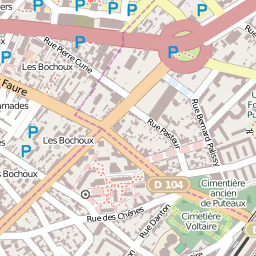 P
P
P
P
P
Rue Pierre Curie
Les Bochoux
Faure
P
P
Rue Pasteur
Rue Bernard Palissy
P
P
Les Bochoux
Bochoux
D 104
Cimentière
ancien
de Puteaux
Cimetière
Voltaire
Rue des Chênes
Rue Danton